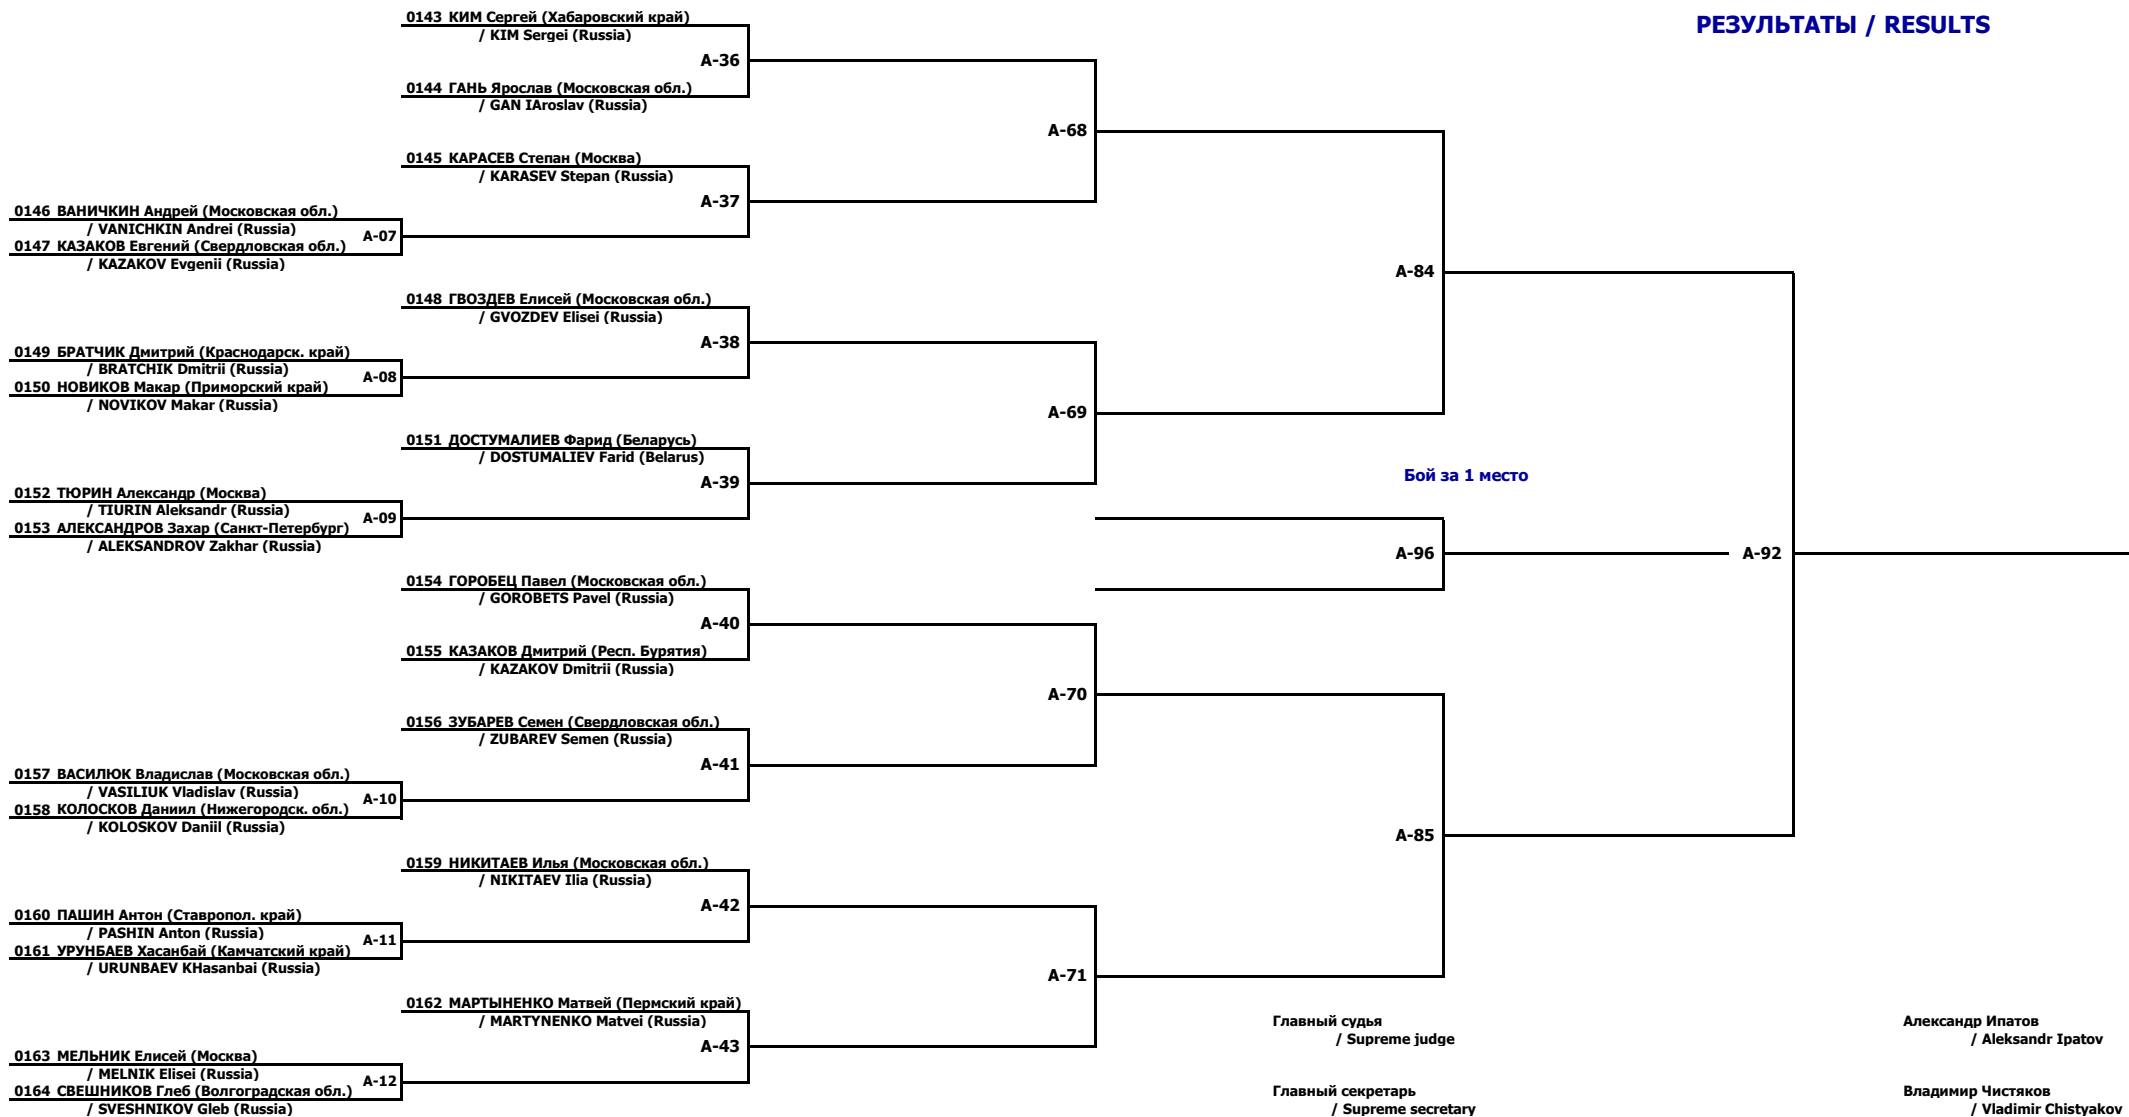 РЕЗУЛЬТАТЫ / RESULTS
0143 КИМ Сергей (Хабаровский край)
/ KIM Sergei (Russia)
A-36
0144 ГАНЬ Ярослав (Московская обл.)
/ GAN IAroslav (Russia)
A-68
0145 КАРАСЕВ Степан (Москва)
/ KARASEV Stepan (Russia)
A-37
0146 ВАНИЧКИН Андрей (Московская обл.)
/ VANICHKIN Andrei (Russia)
A-07
0147 КАЗАКОВ Евгений (Свердловская обл.)
/ KAZAKOV Evgenii (Russia)
A-84
0148 ГВОЗДЕВ Елисей (Московская обл.)
/ GVOZDEV Elisei (Russia)
A-38
0149 БРАТЧИК Дмитрий (Краснодарск. край)
/ BRATCHIK Dmitrii (Russia)
A-08
0150 НОВИКОВ Макар (Приморский край)
/ NOVIKOV Makar (Russia)
A-69
0151 ДОСТУМАЛИЕВ Фарид (Беларусь)
/ DOSTUMALIEV Farid (Belarus)
Бой за 1 место
A-39
0152 ТЮРИН Александр (Москва)
/ TIURIN Aleksandr (Russia)
A-09
0153 АЛЕКСАНДРОВ Захар (Санкт-Петербург)
/ ALEKSANDROV Zakhar (Russia)
A-96
A-92
0154 ГОРОБЕЦ Павел (Московская обл.)
/ GOROBETS Pavel (Russia)
A-40
0155 КАЗАКОВ Дмитрий (Респ. Бурятия)
/ KAZAKOV Dmitrii (Russia)
A-70
0156 ЗУБАРЕВ Семен (Свердловская обл.)
/ ZUBAREV Semen (Russia)
A-41
0157 ВАСИЛЮК Владислав (Московская обл.)
/ VASILIUK Vladislav (Russia)
A-10
0158 КОЛОСКОВ Даниил (Нижегородск. обл.)
/ KOLOSKOV Daniil (Russia)
A-85
0159 НИКИТАЕВ Илья (Московская обл.)
/ NIKITAEV Ilia (Russia)
A-42
0160 ПАШИН Антон (Ставропол. край)
/ PASHIN Anton (Russia)
A-11
0161 УРУНБАЕВ Хасанбай (Камчатский край)
/ URUNBAEV KHasanbai (Russia)
A-71
0162 МАРТЫНЕНКО Матвей (Пермский край)
/ MARTYNENKO Matvei (Russia)
A-43
0163 МЕЛЬНИК Елисей (Москва)
/ MELNIK Elisei (Russia)
A-12
0164 СВЕШНИКОВ Глеб (Волгоградская обл.)
/ SVESHNIKOV Gleb (Russia)
Главный судья
/ Supreme judge
Александр Ипатов
/ Aleksandr Ipatov
Главный секретарь
/ Supreme secretary
Владимир Чистяков
/ Vladimir Chistyakov